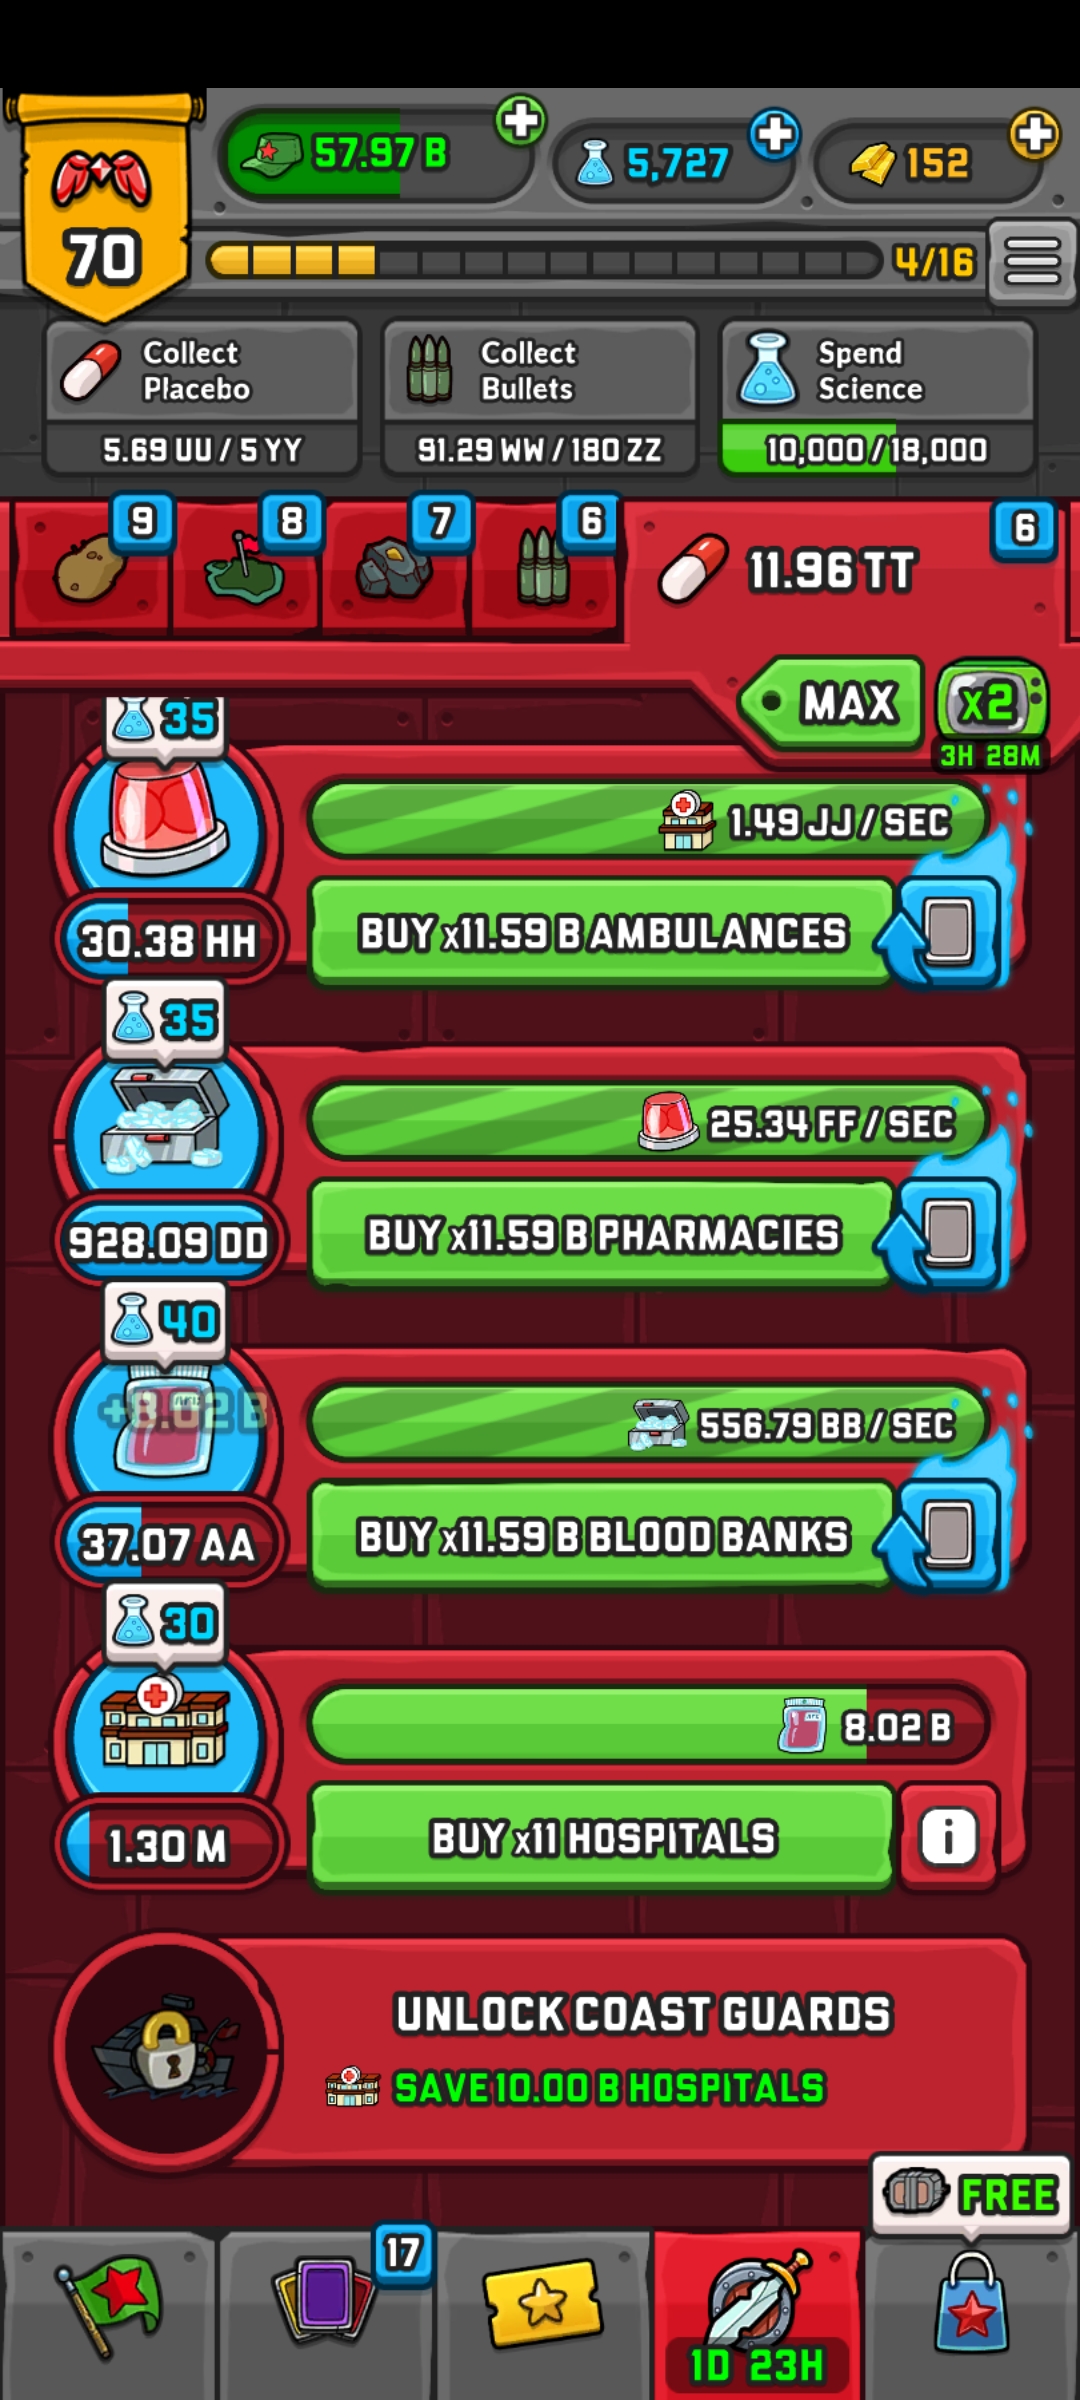 57.97 B
5,727
152
70
4/16
Collect
Placebo
5.69 UU / 5 YY
Collect
Bullets
91.29 WW / 180 ZZ
Spend
Science
10,000 / 18,000
9
8
7
6
11.96 TT
6
MAX
x2
3H 28M
35
1.49 JJ / SEC
30.38 HH
BUY x11.59 B AMBULANCES
35
25.34 FF / SEC
928.09 DD
BUY x11.59 B PHARMACIES
40
+8.02 B
556.79 BB / SEC
37.07 AA
BUY x11.59 B BLOOD BANKS
30
8.02 B
1.30 M
BUY x11 HOSPITALS
i
UNLOCK COAST GUARDS
SAVE 10.00 B HOSPITALS
FREE
17
1D 23H